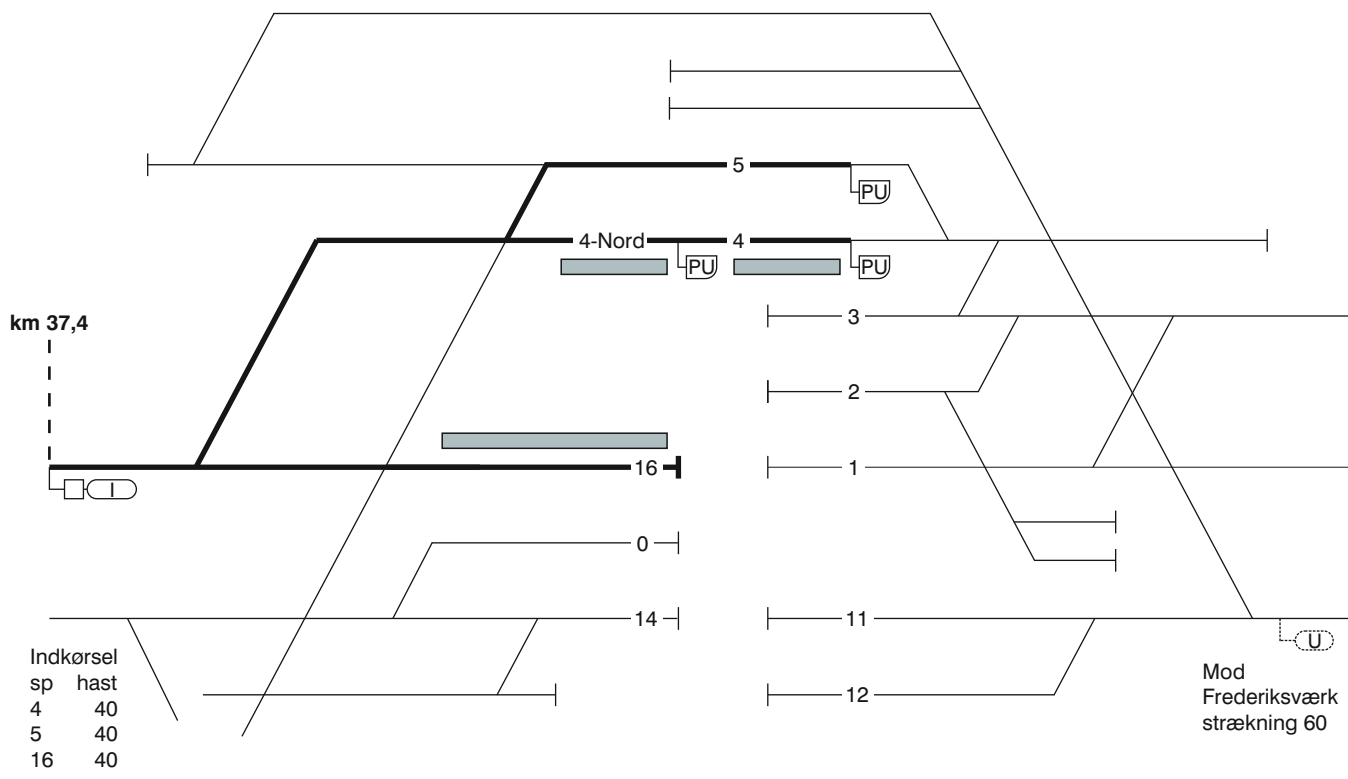 5
PU
4-Nord
4
PU
PU
km 37,4
3
2
16
1
I
0
14
11
U
Indkørsel
sp hast
4 40
5 40
16 40
12
Mod
Frederiksværk
strækning 60